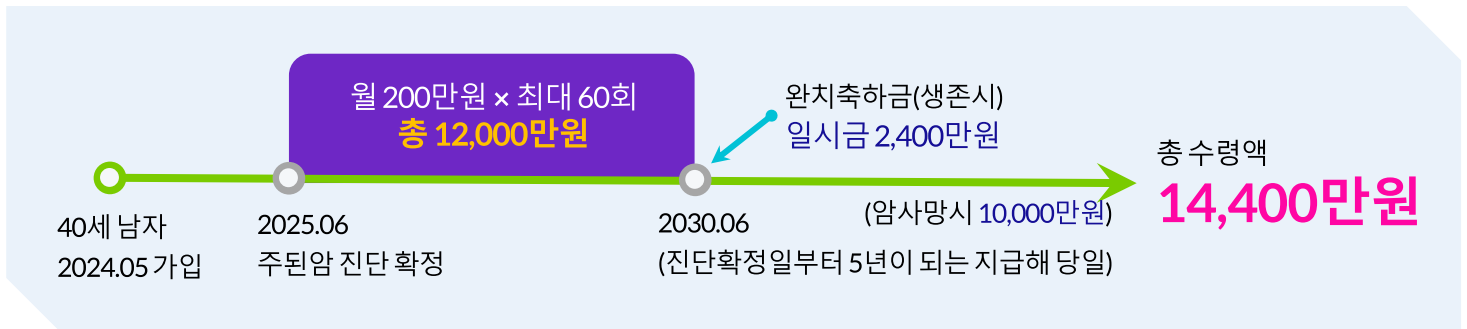 월 200만원 × 최대 60회
총 12,000만원
완치축하금(생존시)
일시금 2,400만원
총 수령액
14,400만원
40세 남자
2024.05 가입
2025.06
주된암 진단 확정
2030.06
(진단확정일부터 5년이 되는 지급해 당일)
(암사망시 10,000만원)